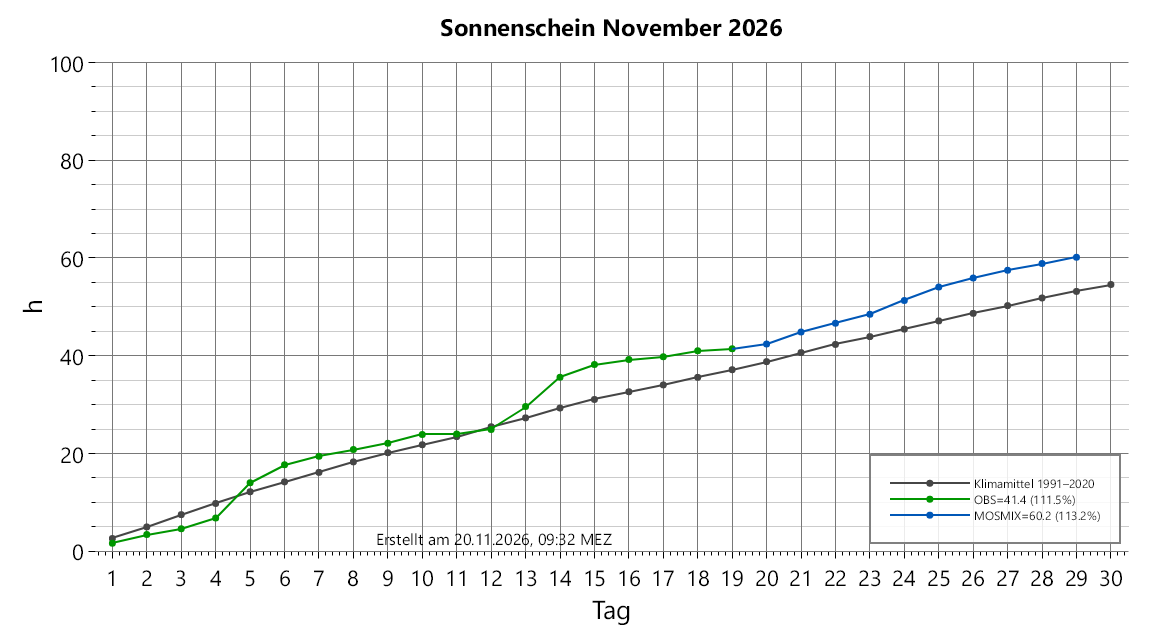 Sonnenschein November 2026
100
80
60
40
20
0
h
Klimamittel 1991–2020
OBS=41.4 (111.5%)
MOSMIX=60.2 (113.2%)
Erstellt am 20.11.2026, 09:32 MEZ
1 2 3 4 5 6 7 8 9 10 11 12 13 14 15 16 17 18 19 20 21 22 23 24 25 26 27 28 29 30
Tag